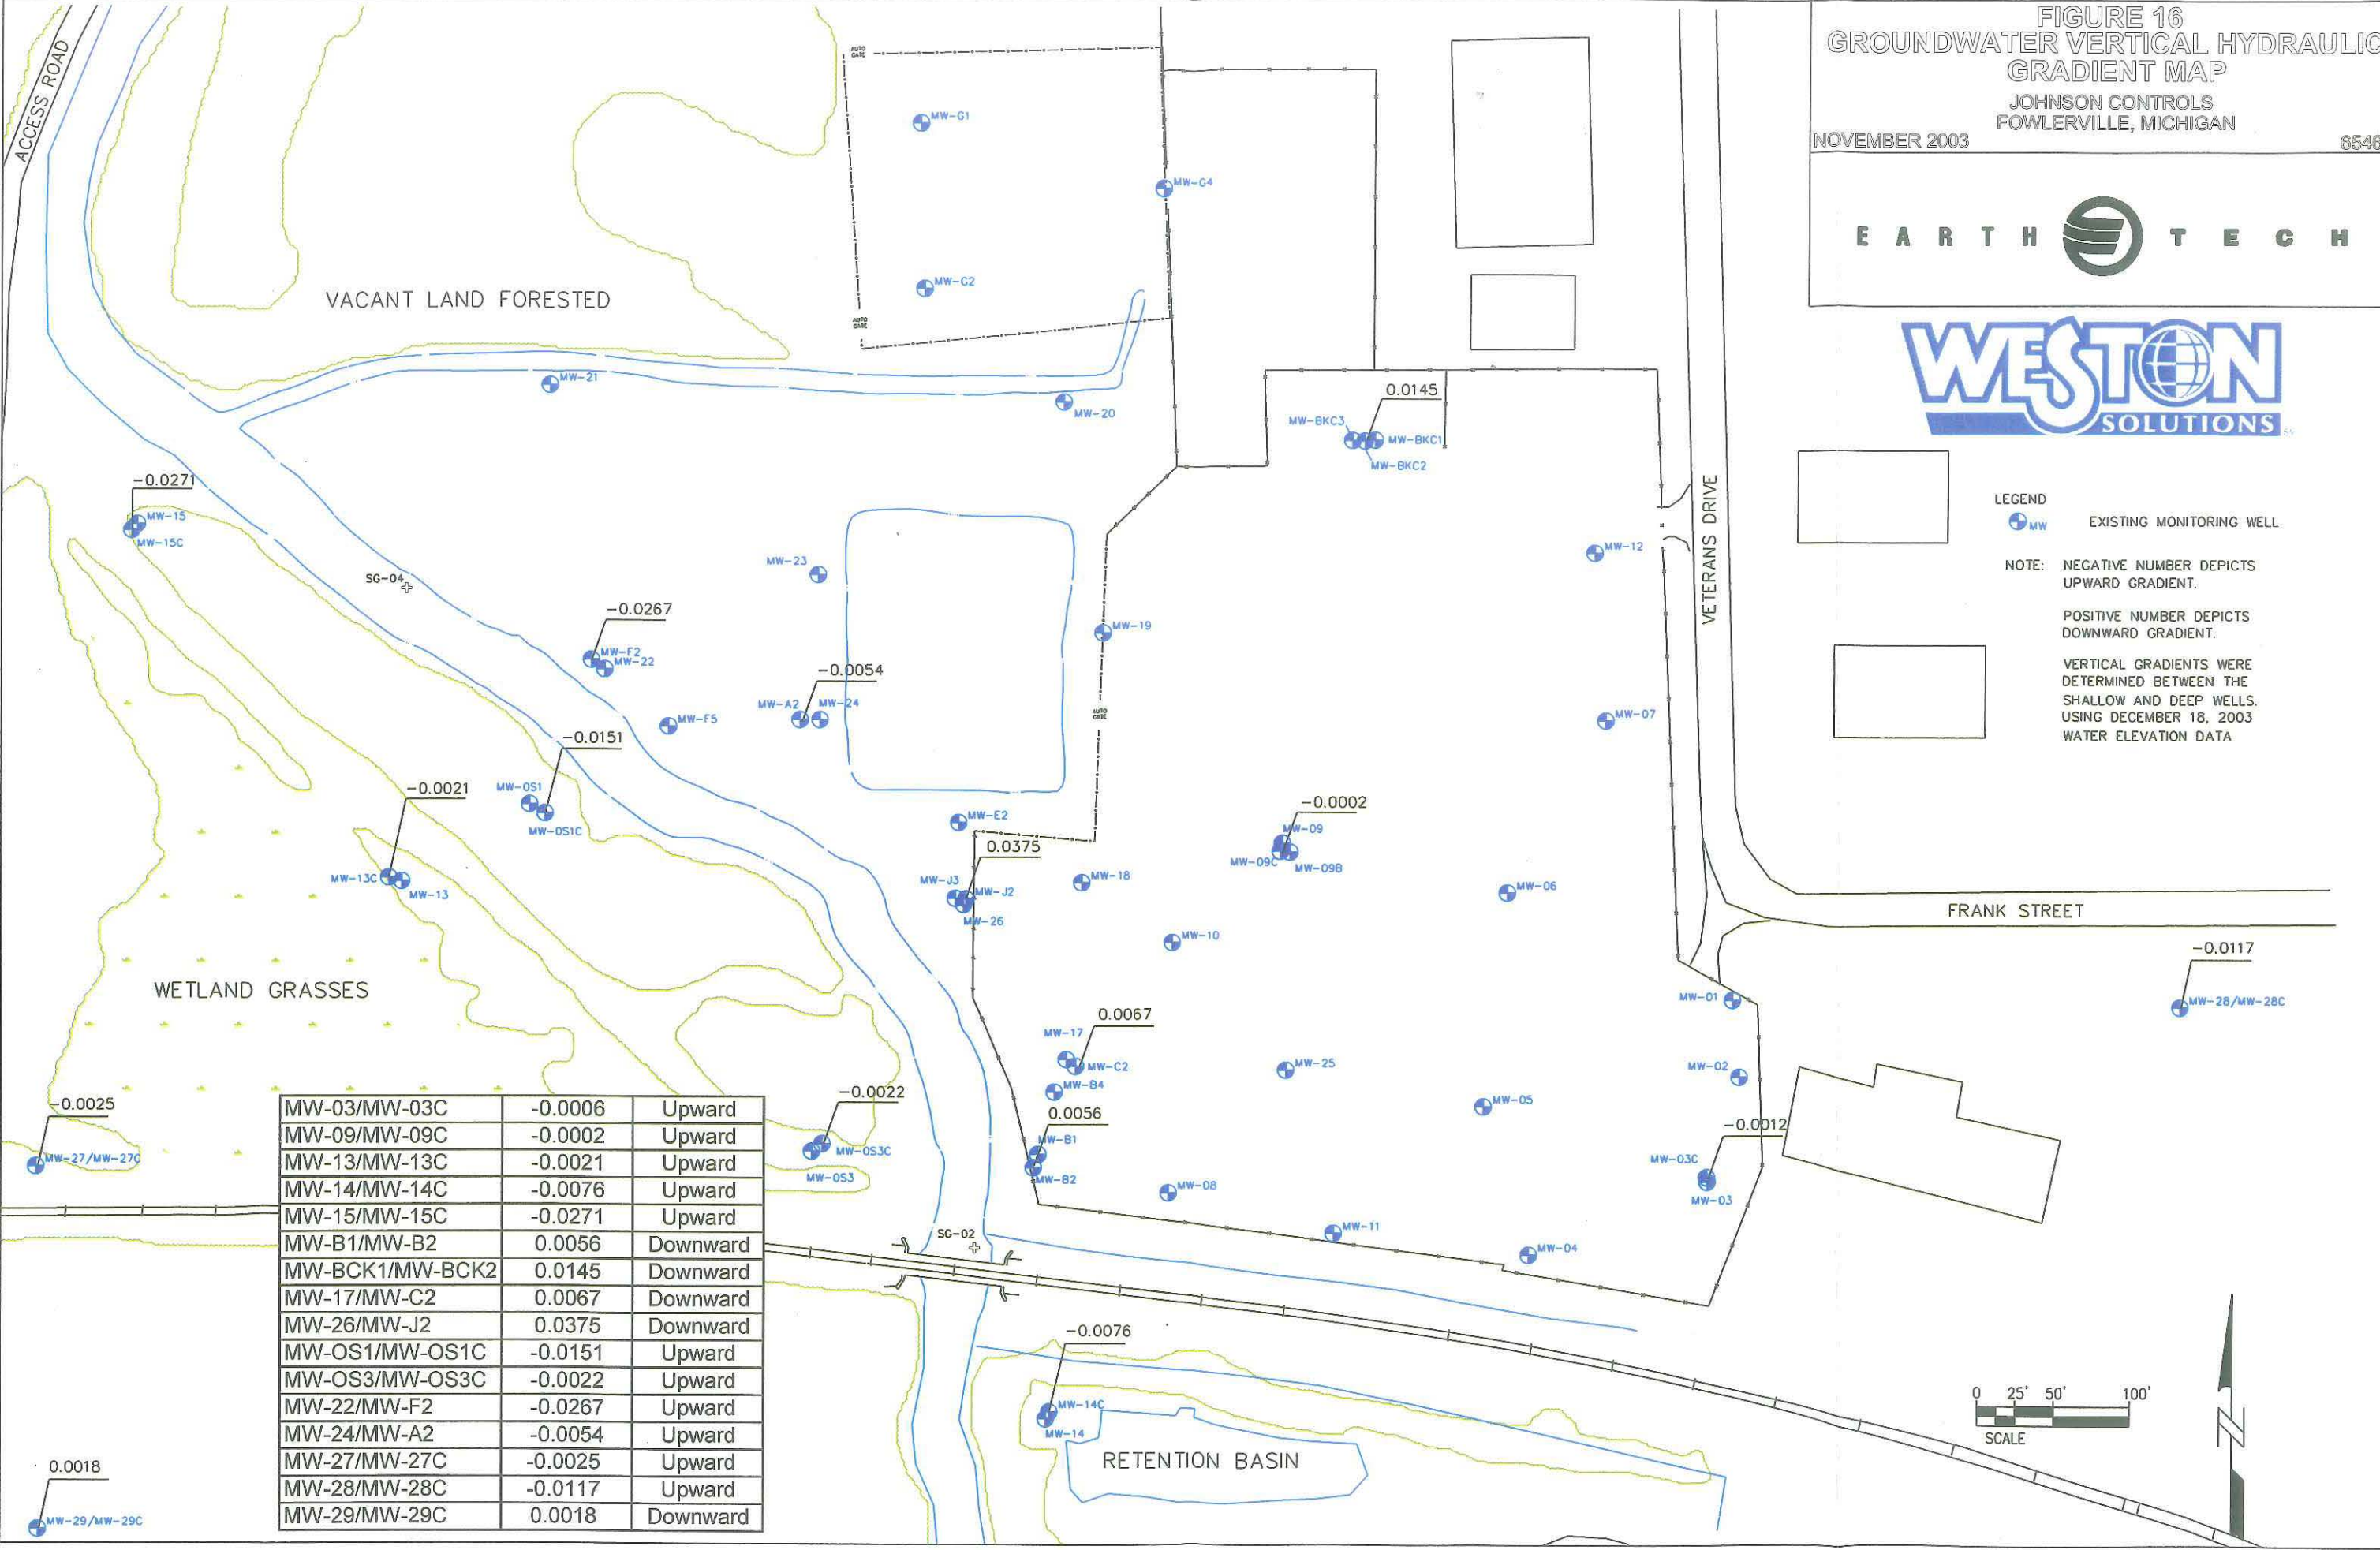 FIGURE 16
GROUNDWATER VERTICAL HYDRAULIC
GRADIENT MAP
JOHNSON CONTROLS
FOWLERVILLE, MICHIGAN
NOVEMBER 2003
6546
EARTH TECH
WESTON
SOLUTIONS
LEGEND
MW EXISTING MONITORING WELL
NOTE: NEGATIVE NUMBER DEPICTS
UPWARD GRADIENT.
POSITIVE NUMBER DEPICTS
DOWNWARD GRADIENT.
VERTICAL GRADIENTS WERE
DETERMINED BETWEEN THE
SHALLOW AND DEEP WELLS.
USING DECEMBER 18, 2003
WATER ELEVATION DATA
ACCESS ROAD
AUTO
GATE
MW-G1
MW-G4
MW-G2
VACANT LAND FORESTED
AUTO
GATE
MW-21
MW-20
0.0145
MW-BKC3
MW-BKC1
MW-BKC2
-0.0271
MW-15
MW-15C
SG-04
MW-23
MW-12
VETERANS DRIVE
-0.0267
MW-F2
MW-22
MW-19
-0.0054
MW-A2
MW-24
MW-F5
AUTO
GATE
MW-07
-0.0151
MW-OS1
MW-OS1C
-0.0021
MW-13C
MW-13
MW-E2
0.0375
MW-J3
MW-J2
MW-26
MW-18
-0.0002
MW-09
MW-09C
MW-09B
MW-06
MW-10
FRANK STREET
-0.0117
MW-28/MW-28C
WETLAND GRASSES
MW-01
0.0067
MW-17
MW-C2
MW-B4
MW-25
MW-02
MW-05
-0.0025
MW-27/MW-27C
-0.0022
MW-OS3C
MW-OS3
0.0056
MW-B1
MW-B2
MW-08
-0.0012
MW-03C
MW-03
MW-11
MW-04
SG-02
MW-03/MW-03C -0.0006 Upward
MW-09/MW-09C -0.0002 Upward
MW-13/MW-13C -0.0021 Upward
MW-14/MW-14C -0.0076 Upward
MW-15/MW-15C -0.0271 Upward
MW-B1/MW-B2 0.0056 Downward
MW-BCK1/MW-BCK2 0.0145 Downward
MW-17/MW-C2 0.0067 Downward
MW-26/MW-J2 0.0375 Downward
MW-OS1/MW-OS1C -0.0151 Upward
MW-OS3/MW-OS3C -0.0022 Upward
MW-22/MW-F2 -0.0267 Upward
MW-24/MW-A2 -0.0054 Upward
MW-27/MW-27C -0.0025 Upward
MW-28/MW-28C -0.0117 Upward
MW-29/MW-29C 0.0018 Downward
-0.0076
MW-14C
MW-14
RETENTION BASIN
0.0018
MW-29/MW-29C
0 25' 50' 100'
SCALE
N